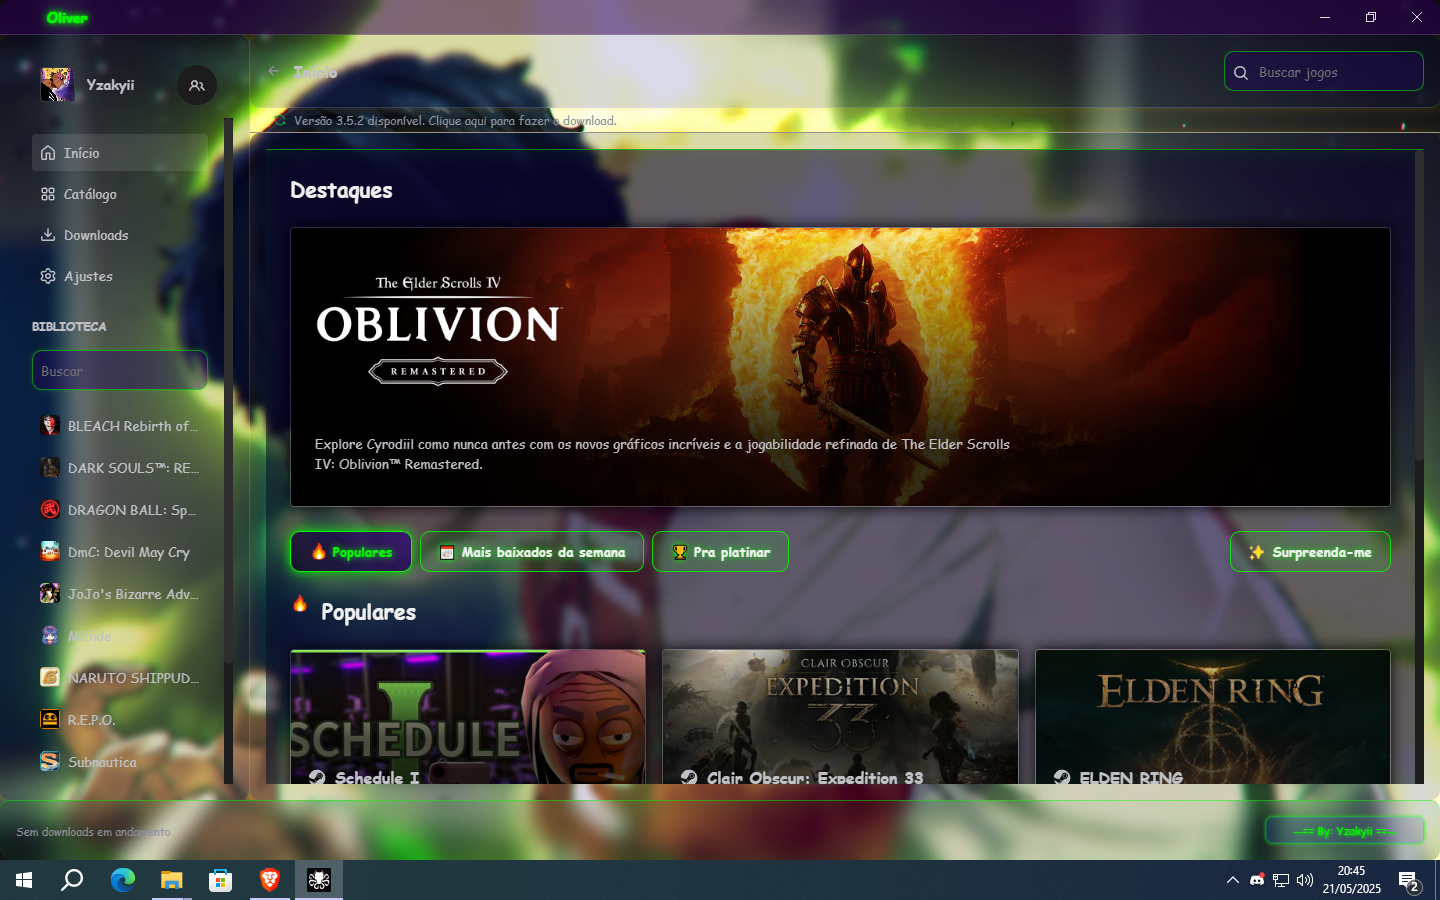 Oliver
Yzakyii
Início
Buscar jogos
Versão 3.5.2 disponível. Clique aqui para fazer o download.
Início
Catálogo
Downloads
Ajustes
BIBLIOTECA
Buscar
BLEACH Rebirth of...
DARK SOULS™: RE...
DRAGON BALL: Sp...
DmC: Devil May Cry
JoJo's Bizarre Adv...
MiSide
NARUTO SHIPPUD...
R.E.P.O.
Subnautica
Destaques
The Elder Scrolls IV
OBLIVION
REMASTERED
Explore Cyrodiil como nunca antes com os novos gráficos incríveis e a jogabilidade refinada de The Elder Scrolls
IV: Oblivion™ Remastered.
Populares
Mais baixados da semana
Pra platinar
Surpreenda-me
Populares
I
SCHEDULE
Schedule I
CLAIR OBSCUR
EXPEDITION
33
Clair Obscur: Expedition 33
ELDEN RING
ELDEN RING
Sem downloads em andamento
--== By: Yzakyii ==--
20:45
21/05/2025
2